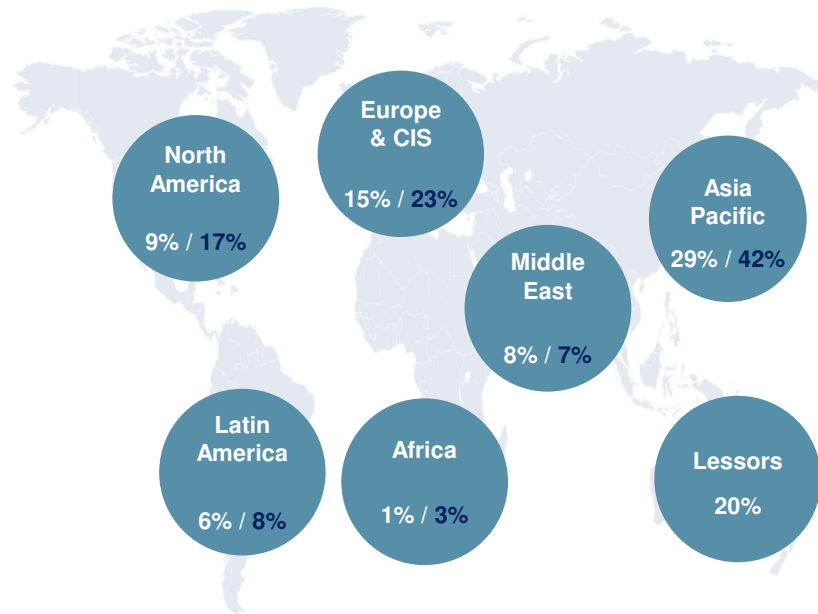 Europe
& CIS
15% / 23%
North
America
9% / 17%
Asia
Pacific
29% / 42%
Middle
East
8% / 7%
Latin
America
6% / 8%
Africa
1% / 3%
Lessors
20%